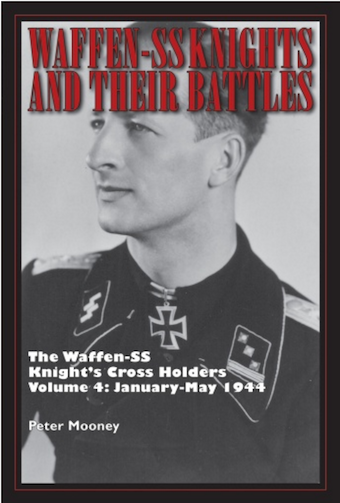 WAFFEN-SS KNIGHTS
AND THEIR BATTLES
The Waffen-SS
Knight's Cross Holders
Volume 4: January-May 1944
Peter Mooney